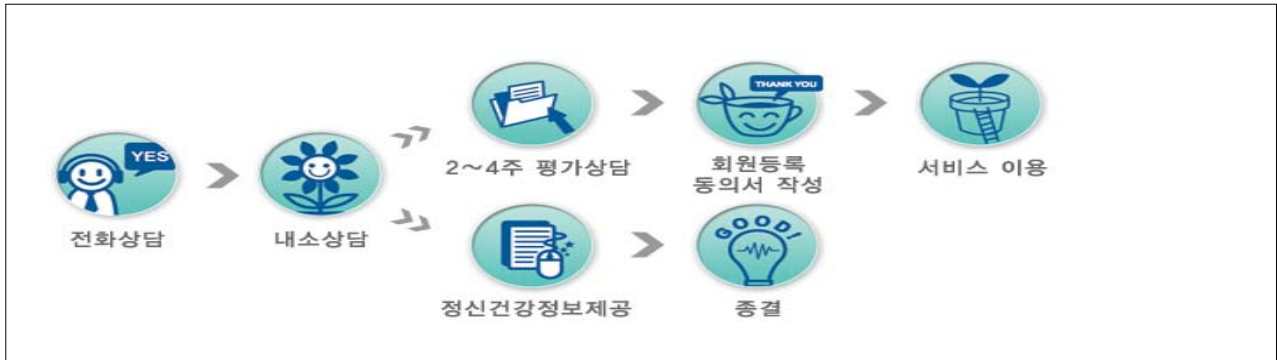 YES
전화상담
내소상담
2~4주 평가상담
THANK YOU
회원등록
동의서 작성
서비스 이용
정신건강정보제공
GOOD!
종결